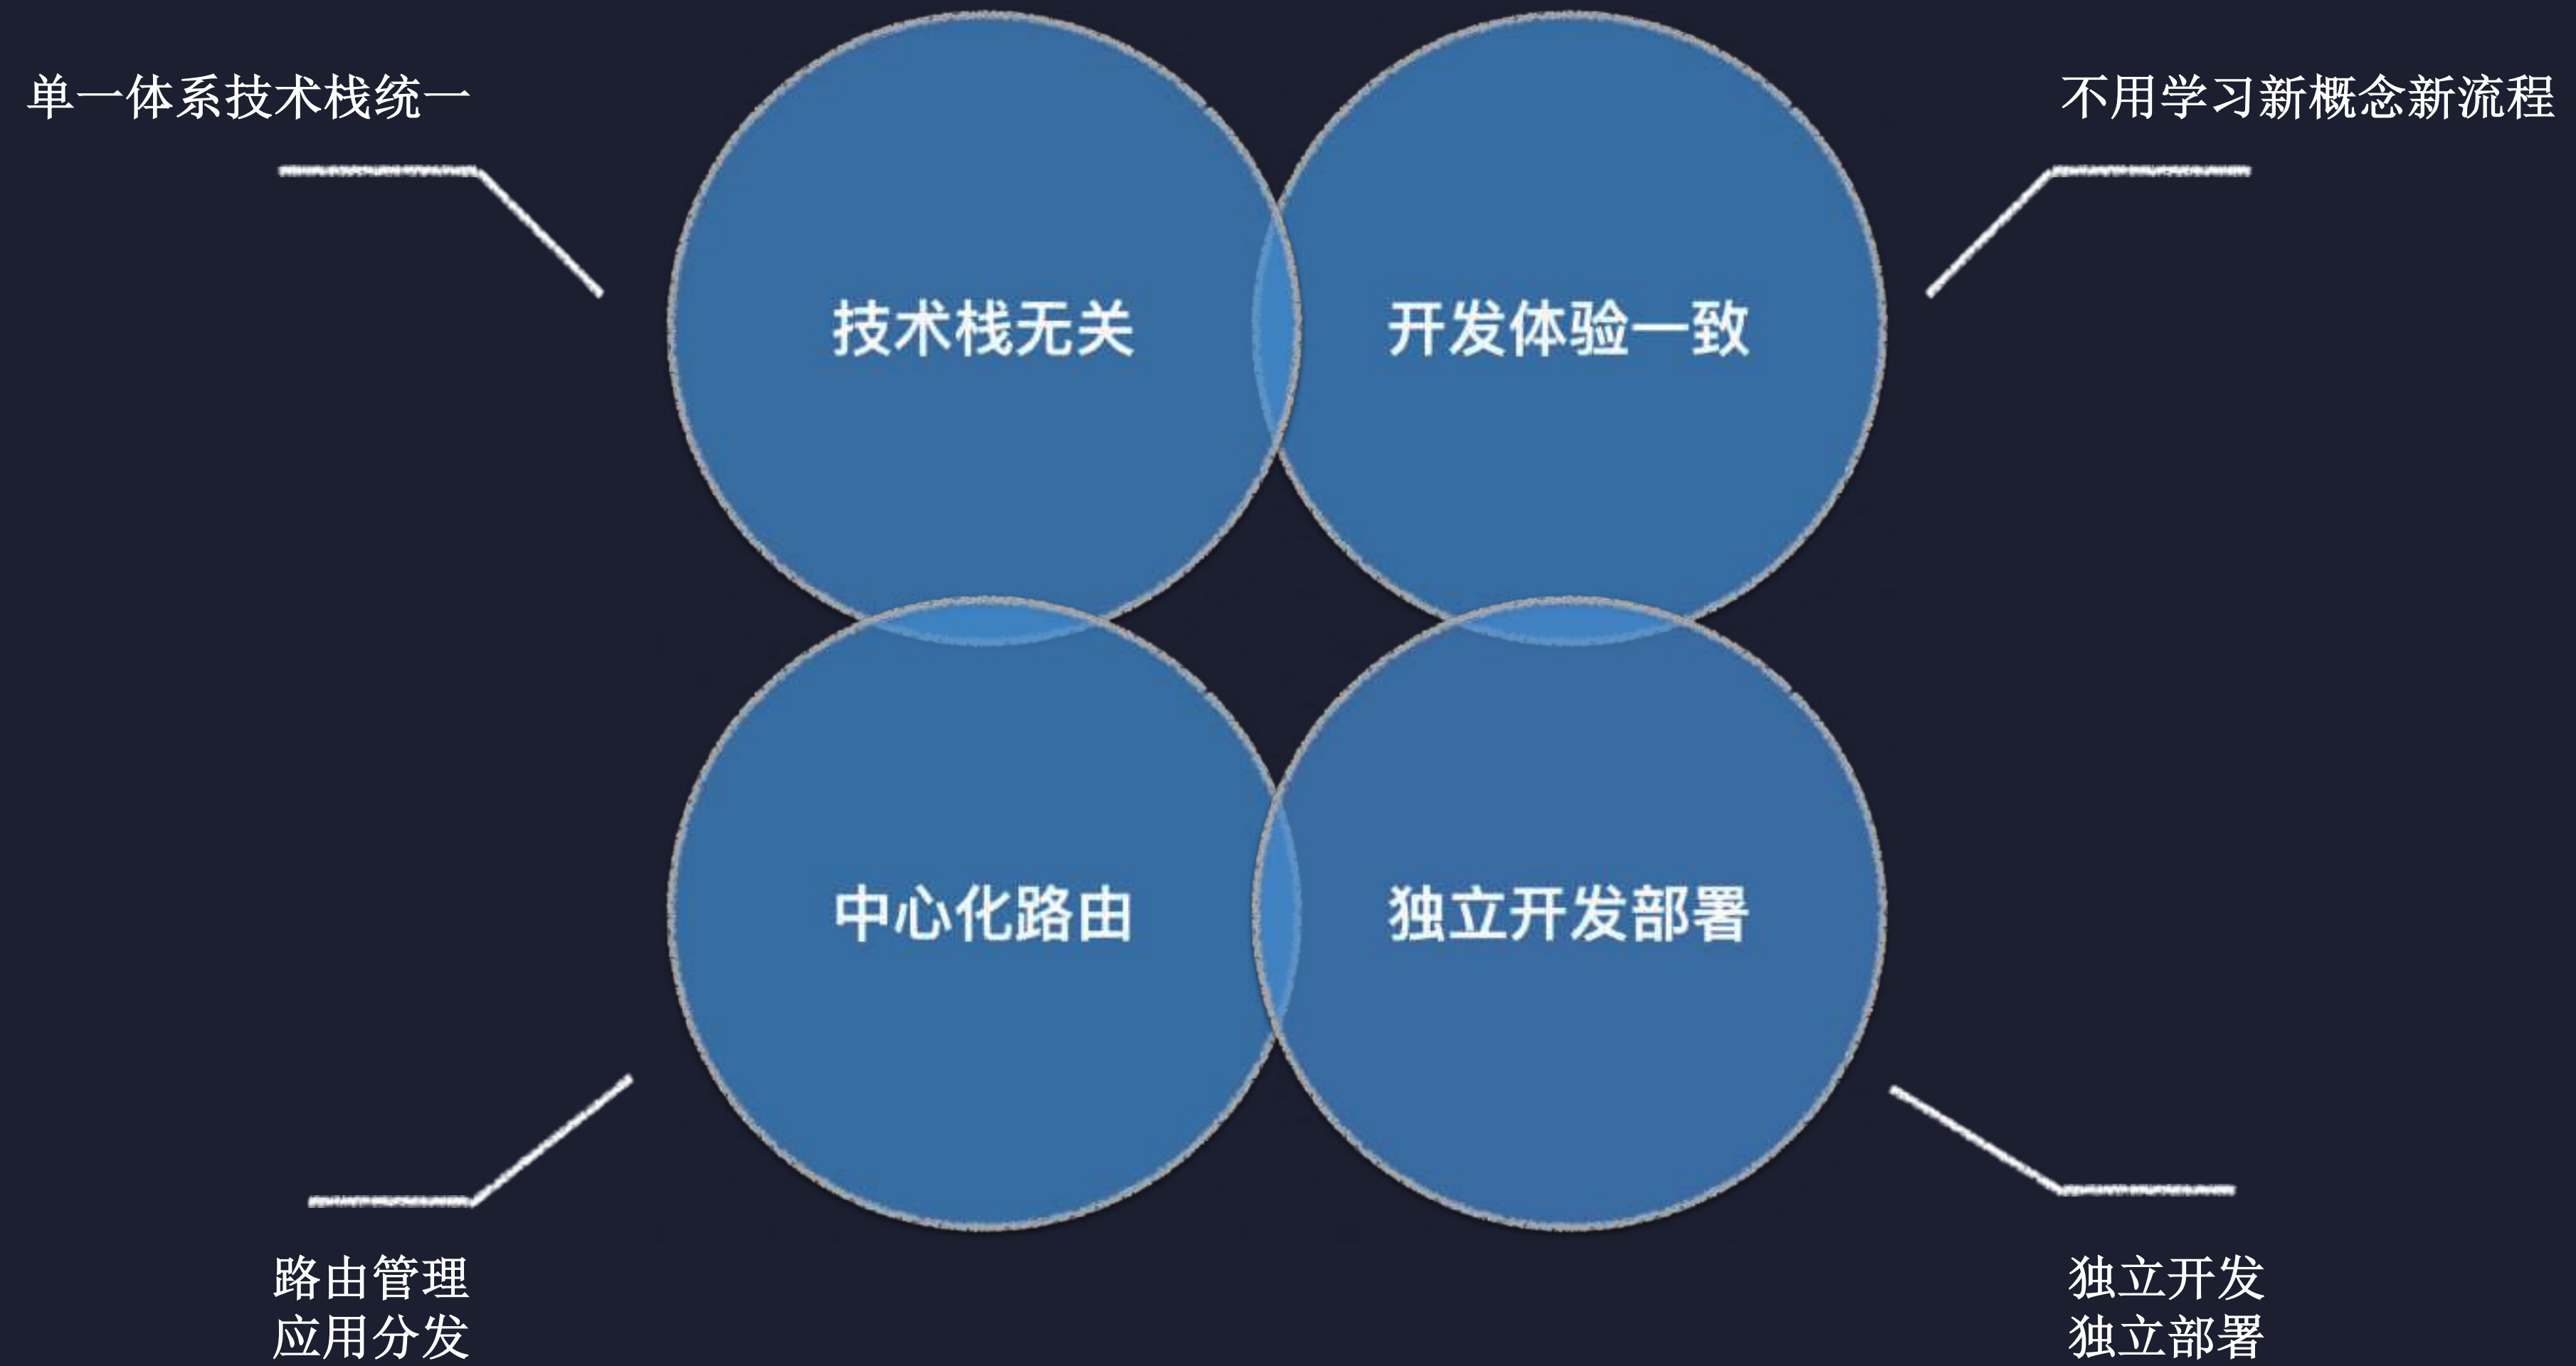 单一体系技术栈统一
不用学习新概念新流程
技术栈无关
开发体验一致
中心化路由
独立开发部署
路由管理
应用分发
独立开发
独立部署